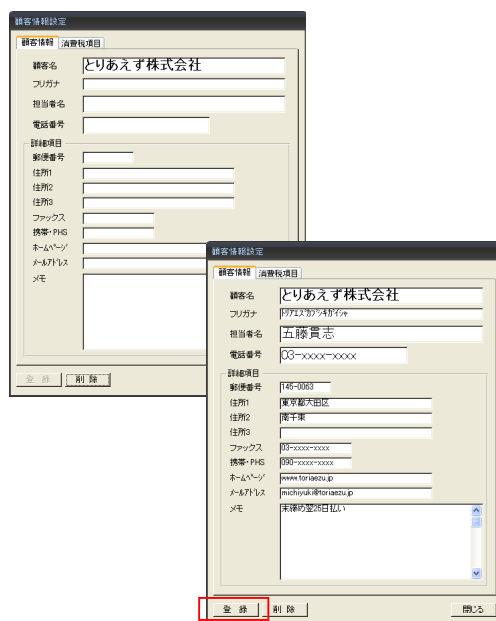 顧客情報設定
顧客情報 消費税項目
顧客名 とりあえず株式会社
フリガナ
担当者名
電話番号
詳細項目
郵便番号
住所1
住所2
住所3
ファックス
携帯・PHS
ホームページ
メールアドレス
メモ
登 録 削 除
顧客情報設定
顧客情報 消費税項目
顧客名 とりあえず株式会社
フリガナ トリアエズカブシキガイシャ
担当者名 五藤貴志
電話番号 03-xxxx-xxxx
詳細項目
郵便番号 145-0063
住所1 東京都大田区
住所2 南千束
住所3
ファックス 03-xxxx-xxxx
携帯・PHS 090-xxxx-xxxx
ホームページ www.toriaezu.jp
メールアドレス michiyuki@toriaezu.jp
メモ 末締め翌25日払い
登 録 削 除 閉じる